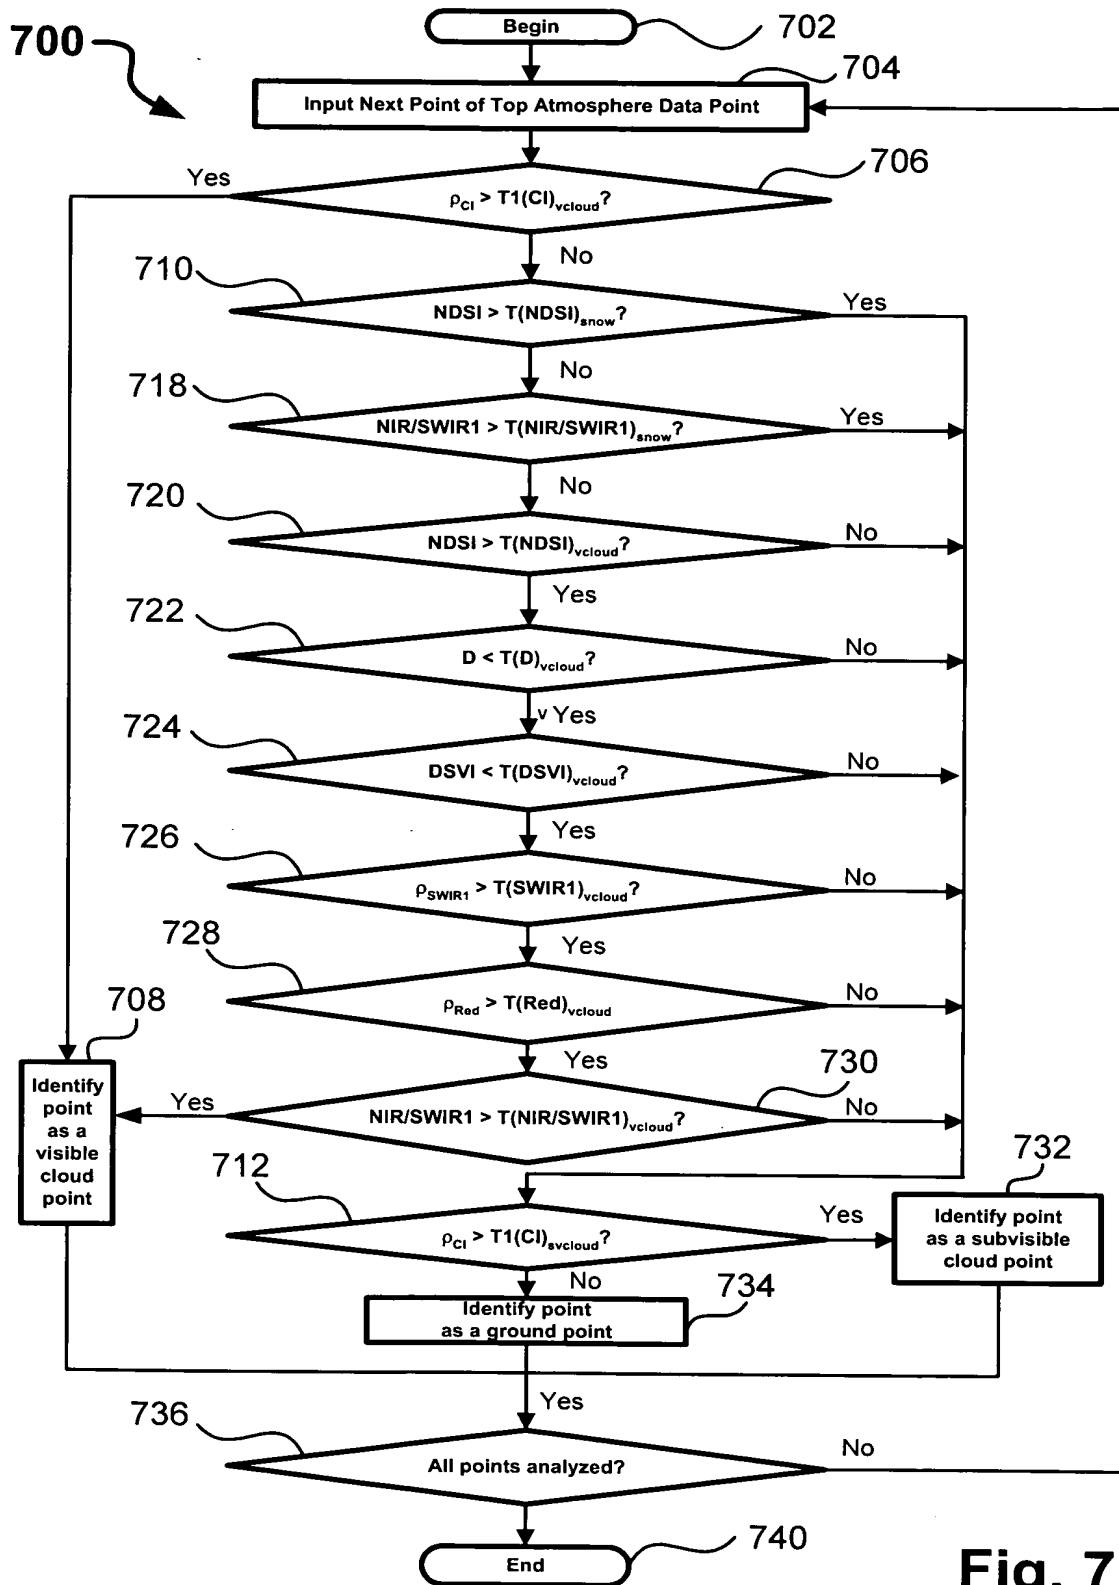 700
Begin
702
704
Input Next Point of Top Atmosphere Data Point
706
Yes
ρCI > T1(CI)vcloud?
No
710
NDSI > T(NDSI)snow?
Yes
No
718
NIR/SWIR1 > T(NIR/SWIR1)snow?
Yes
No
720
NDSI > T(NDSI)vcloud?
No
Yes
722
D < T(D)vcloud?
No
v Yes
724
DSVI < T(DSVI)vcloud?
No
Yes
726
ρSWIR1 > T(SWIR1)vcloud?
No
Yes
728
ρRed > T(Red)vcloud
No
Yes
708
Identify
point
as a
visible
cloud
point
Yes
730
NIR/SWIR1 > T(NIR/SWIR1)vcloud?
No
712
ρCI > T1(CI)svcloud?
Yes
732
Identify point
as a subvisible
cloud point
No
734
Identify point
as a ground point
Yes
736
All points analyzed?
No
End
740
Fig. 7